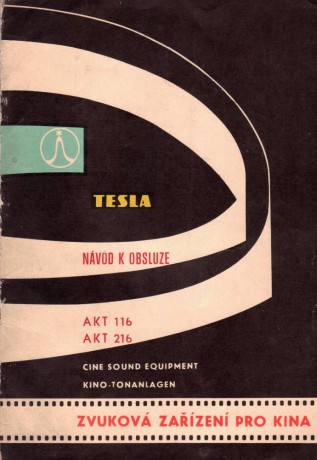 TESLA
NÁVOD K OBSLUZE
AKT 116
AKT 216
CINE SOUND EQUIPMENT
KINO-TONANLAGEN
ZVUKOVÁ ZAŘÍZENÍ PRO KINA